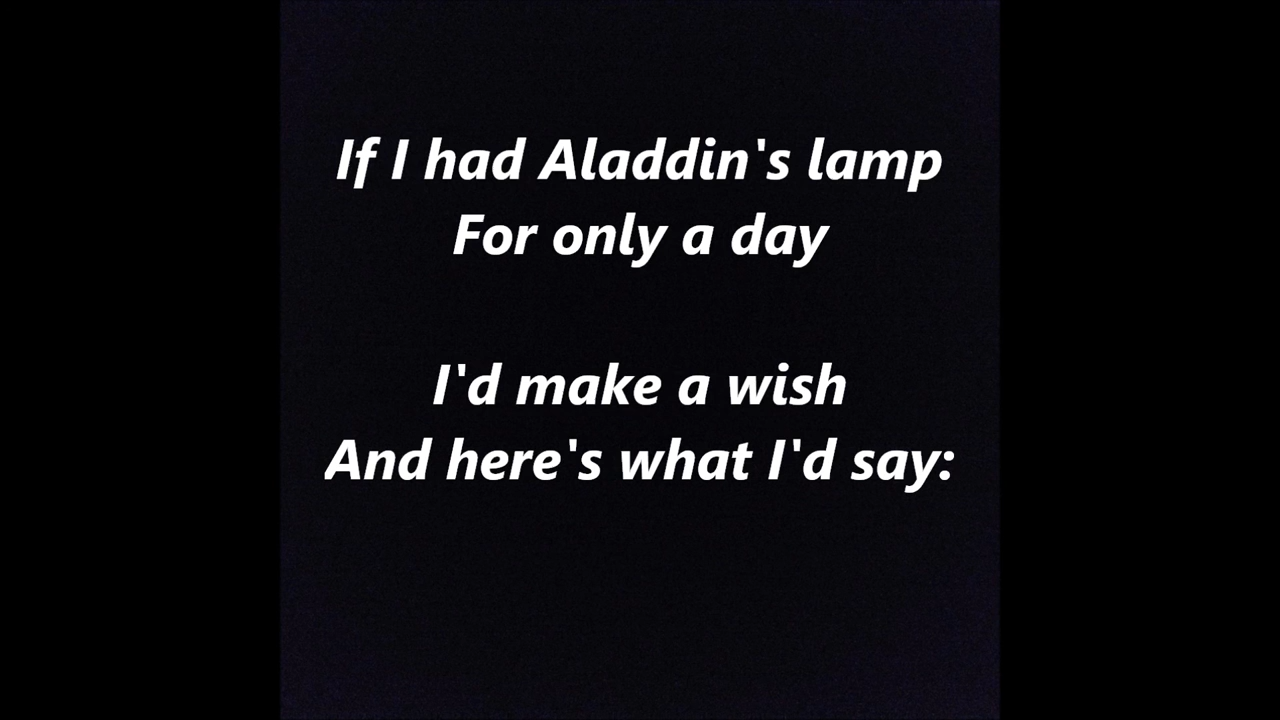 If I had Aladdin's lamp
For only a day
I'd make a wish
And here's what I'd say: